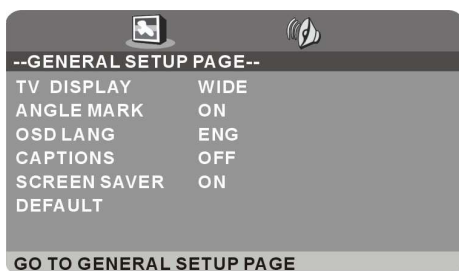 --GENERAL SETUP PAGE--
TV DISPLAY WIDE
ANGLE MARK ON
OSD LANG ENG
CAPTIONS OFF
SCREEN SAVER ON
DEFAULT
GO TO GENERAL SETUP PAGE